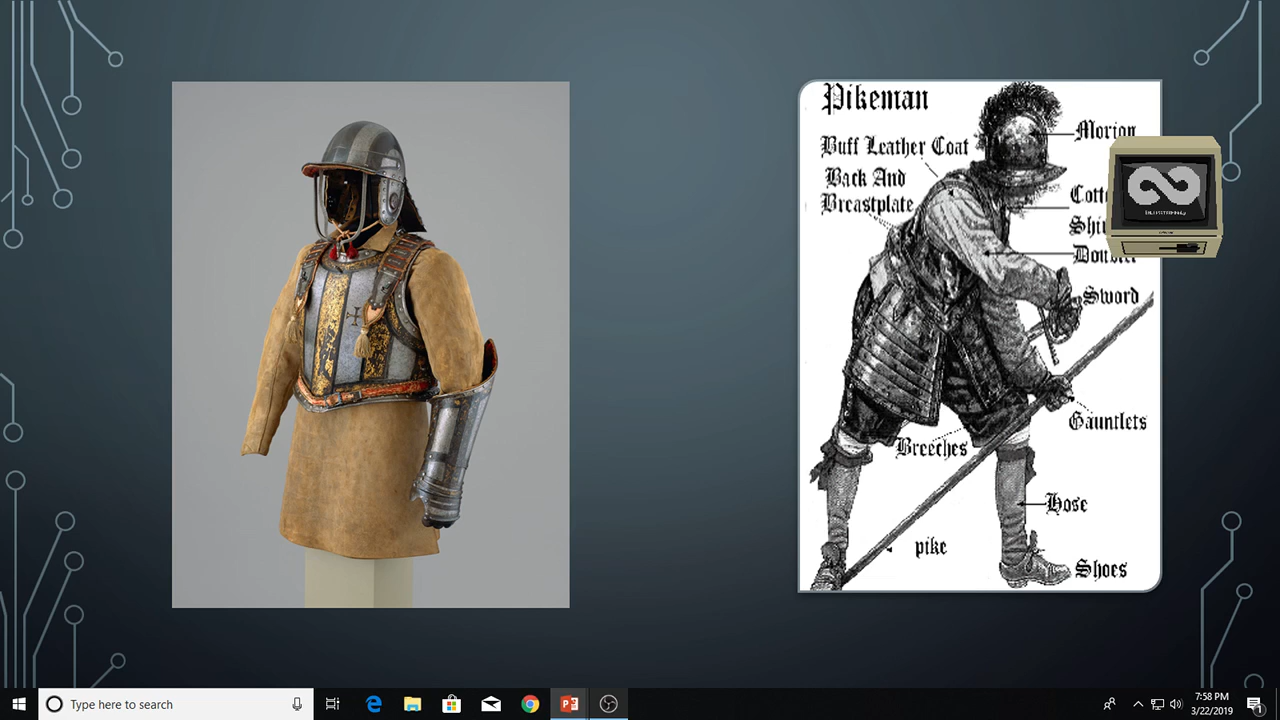 Pikeman
Morion
Buff Leather Coat
Back And
Breastplate
Sword
Gauntlets
Breeches
Hose
pike
Shoes
Type here to search
7:58 PM
3/22/2019